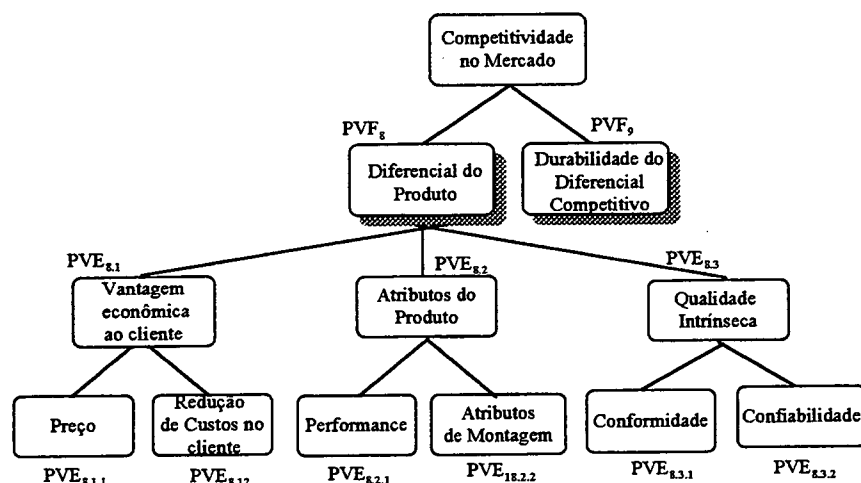 Competitividade
no Mercado
PVF8
PVF9
Diferencial do
Produto
Durabilidade do
Diferencial
Competitivo
PVE8.1
PVE8.2
PVE8.3
Vantagem
econômica
ao cliente
Atributos do
Produto
Qualidade
Intrínseca
Preço
Redução
de Custos no
cliente
Performance
Atributos
de Montagem
Conformidade
Confiabilidade
PVE8.1.1
PVE8.12
PVE8.2.1
PVE18.2.2
PVE8.3.1
PVE8.3.2